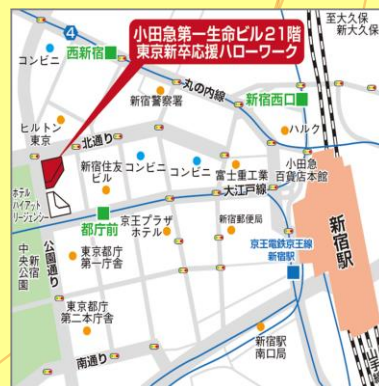 至大久保
新大久保
4
コンビニ
西新宿
小田急第一生命ビル21階
東京新卒応援ハローワーク
丸の内線
新宿警察署
新宿西口
ヒルトン
東京
北通り
ハルク
新宿住友
ビル
コンビニ
コンビニ
富士重工業
小田急
百貨店本館
大江戸線
ホテル
ハイアット
リージェンシー
都庁前
京王プラザ
ホテル
新宿郵便局
新宿駅
新宿
中央公園
公園通り
東京都庁
第一庁舎
京王電鉄京王線
新宿駅
東京都庁
第二本庁舎
新宿駅
南口局
南通り
山手